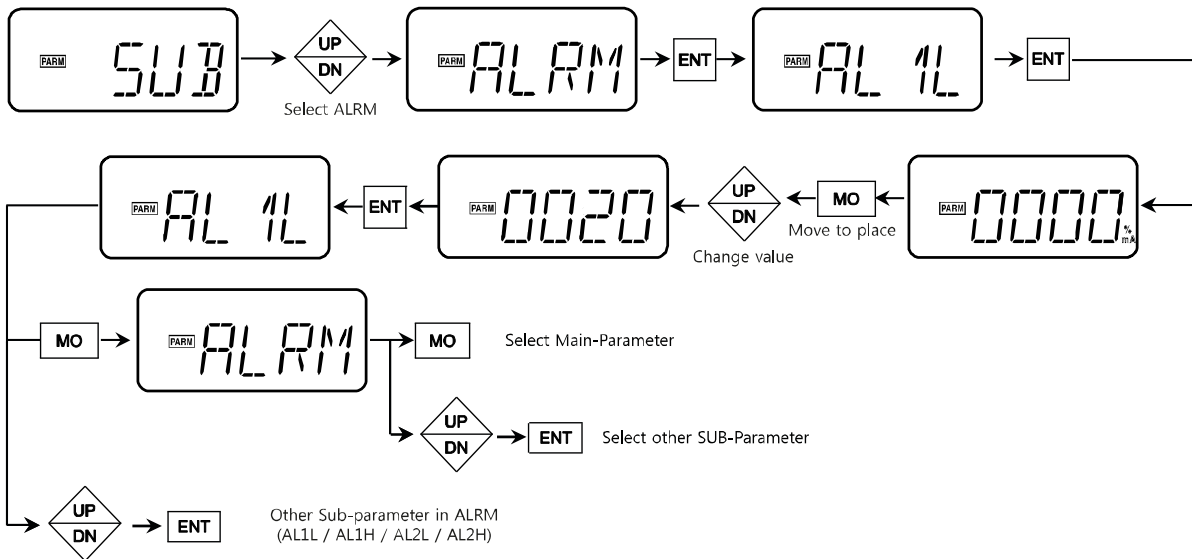 PARM SUB
UP
DN
Select ALRM
PARM ALRM
ENT
PARM AL 1L
ENT
PARM 0000 % mA
MO
Move to place
UP
DN
Change value
PARM 0020
ENT
PARM AL 1L
MO
PARM ALRM
MO
Select Main-Parameter
UP
DN
ENT
Select other SUB-Parameter
UP
DN
ENT
Other Sub-parameter in ALRM
(AL1L / AL1H / AL2L / AL2H)